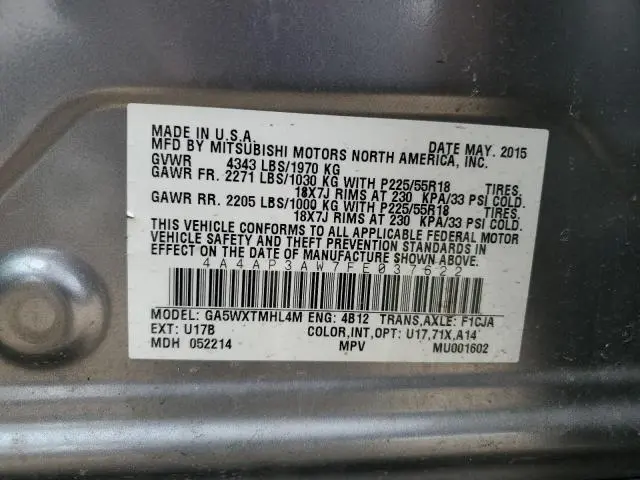 MADE IN U.S.A. DATE MAY. 2015
MFD BY MITSUBISHI MOTORS NORTH AMERICA, INC.
GVWR 4343 LBS/1970 KG
GAWR FR. 2271 LBS/1030 KG WITH P225/55R18 TIRES,
18X7J RIMS AT 230 KPA/33 PSI COLD.
GAWR RR. 2205 LBS/1000 KG WITH P225/55R18 TIRES,
18X7J RIMS AT 230 KPA/33 PSI COLD.
THIS VEHICLE CONFORMS TO ALL APPLICABLE FEDERAL MOTOR
VEHICLE SAFETY AND THEFT PREVENTION STANDARDS IN
EFFECT ON THE DATE OF MANUFACTURE SHOWN ABOVE.
4A4AP3AW7FE037622
MODEL: GA5WXTMHL4M ENG: 4B12 TRANS,AXLE: F1CJA
EXT: U17B COLOR,INT,OPT: U17,71X,A14
MDH 052214 MPV MU001602